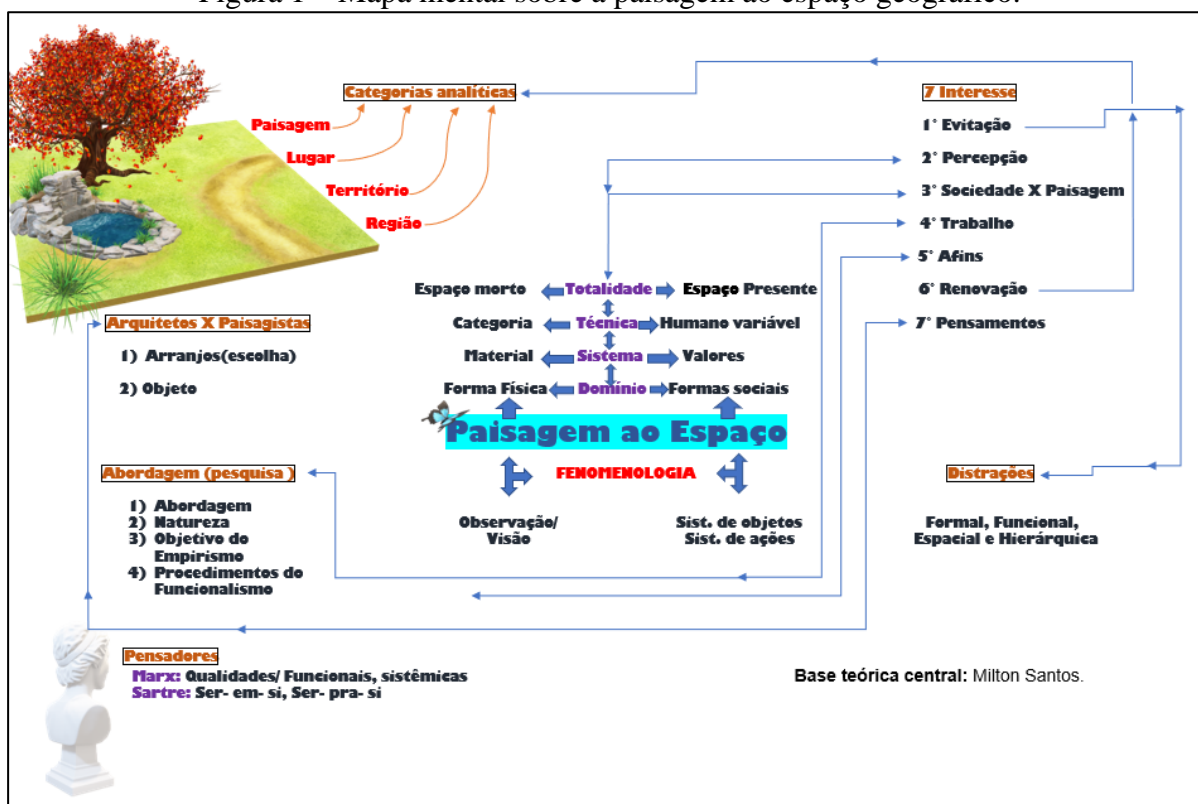 Figura 1 – Mapa mental sobre a paisagem ao espaço geográfico.
Categorias analíticas
Paisagem
Lugar
Território
Região
7 Interesse
1° Evitação
2° Percepção
3° Sociedade X Paisagem
4° Trabalho
5° Afins
6° Renovação
7° Pensamentos
Espaço morto Totalidade Espaço Presente
Categoria Técnica Humano variável
Material Sistema Valores
Forma Física Domínio Formas sociais
Paisagem ao Espaço
FENOMENOLOGIA
Observação/
Visão
Sist. de objetos
Sist. de ações
Arquitetos X Paisagistas
1) Arranjos(escolha)
2) Objeto
Abordagem (pesquisa )
1) Abordagem
2) Natureza
3) Objetivo do
Empirismo
4) Procedimentos do
Funcionalismo
Distrações
Formal, Funcional,
Espacial e Hierárquica
Pensadores
Marx: Qualidades/ Funcionais, sistêmicas
Sartre: Ser- em- si, Ser- pra- si
Base teórica central: Milton Santos.